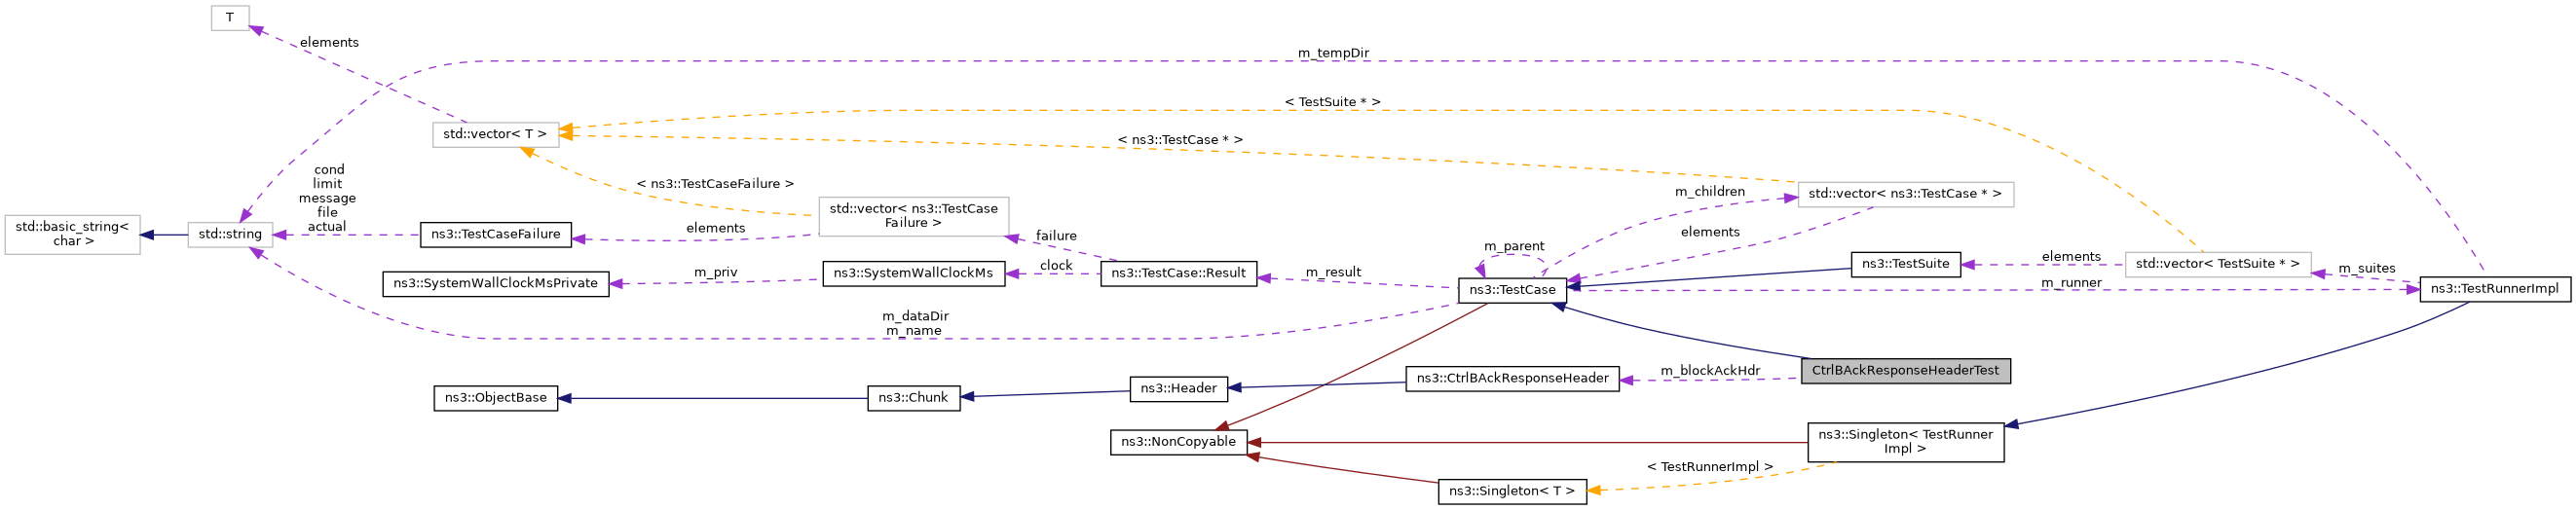 T
elements
m_tempDir
< TestSuite * >
std::vector< T >
< ns3::TestCase * >
cond
limit
message
file
actual
< ns3::TestCaseFailure >
m_children
std::vector< ns3::TestCase * >
std::vector< ns3::TestCase
Failure >
std::basic_string<
char >
std::string
ns3::TestCaseFailure
elements
failure
elements
m_parent
clock
m_priv
ns3::SystemWallClockMs
ns3::SystemWallClockMsPrivate
ns3::TestCase::Result
m_result
ns3::TestCase
ns3::TestSuite
elements
std::vector< TestSuite * >
m_suites
m_runner
ns3::TestRunnerImpl
m_dataDir
m_name
ns3::ObjectBase
ns3::Chunk
ns3::Header
ns3::CtrlBAckResponseHeader
m_blockAckHdr
CtrlBAckResponseHeaderTest
ns3::NonCopyable
ns3::Singleton< TestRunner
Impl >
< TestRunnerImpl >
ns3::Singleton< T >